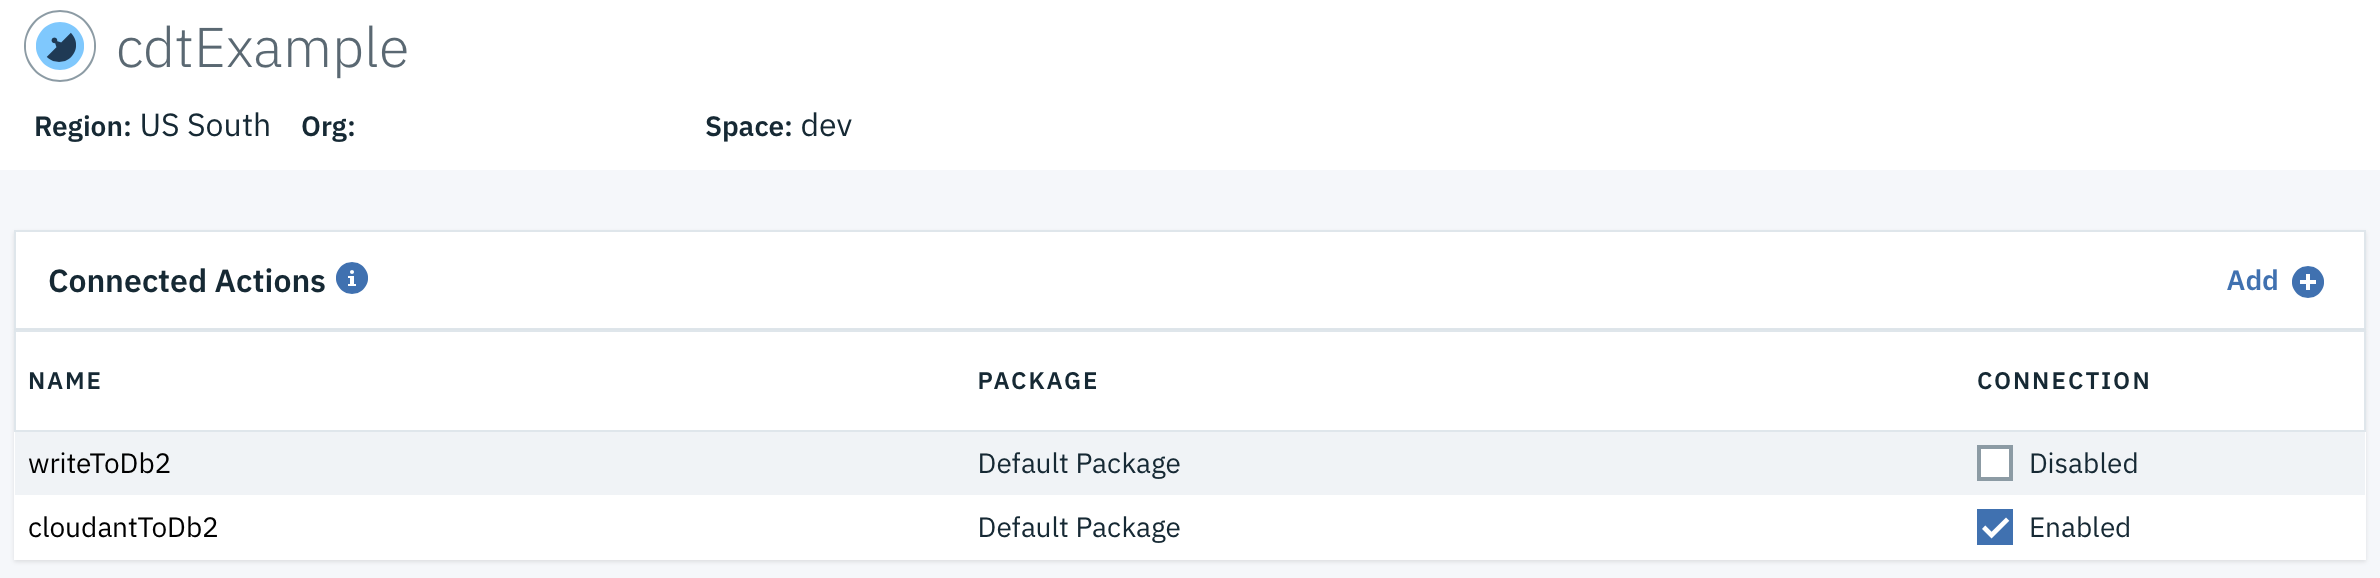 cdtExample
Region: US South Org: Space: dev
Connected Actions Add
NAME PACKAGE CONNECTION
writeToDb2 Default Package Disabled
cloudantToDb2 Default Package Enabled